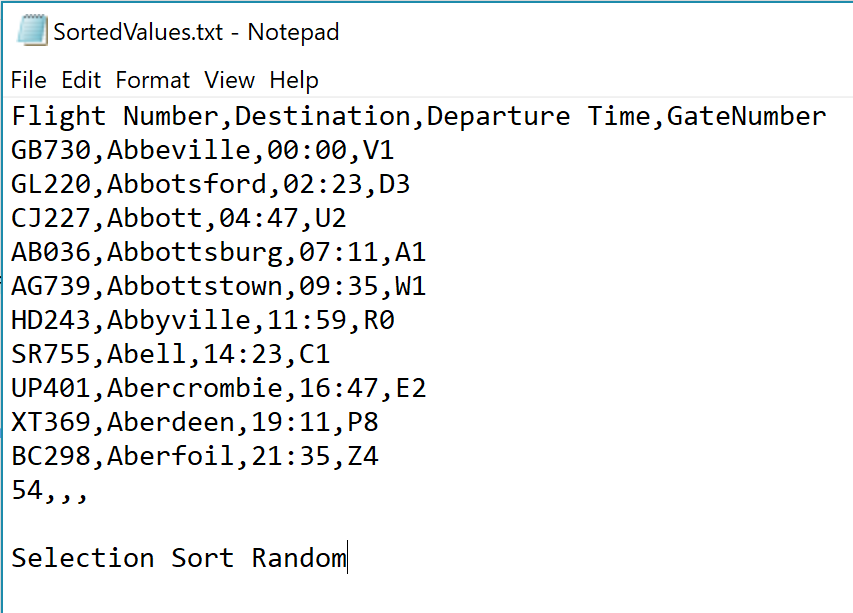 SortedValues.txt - Notepad
File Edit Format View Help
Flight Number,Destination,Departure Time,GateNumber
GB730,Abbeville,00:00,V1
GL220,Abbotsford,02:23,D3
CJ227,Abbott,04:47,U2
AB036,Abbottsburg,07:11,A1
AG739,Abbottstown,09:35,W1
HD243,Abbyville,11:59,R0
SR755,Abell,14:23,C1
UP401,Abercrombie,16:47,E2
XT369,Aberdeen,19:11,P8
BC298,Aberfoil,21:35,Z4
54,,,
Selection Sort Random